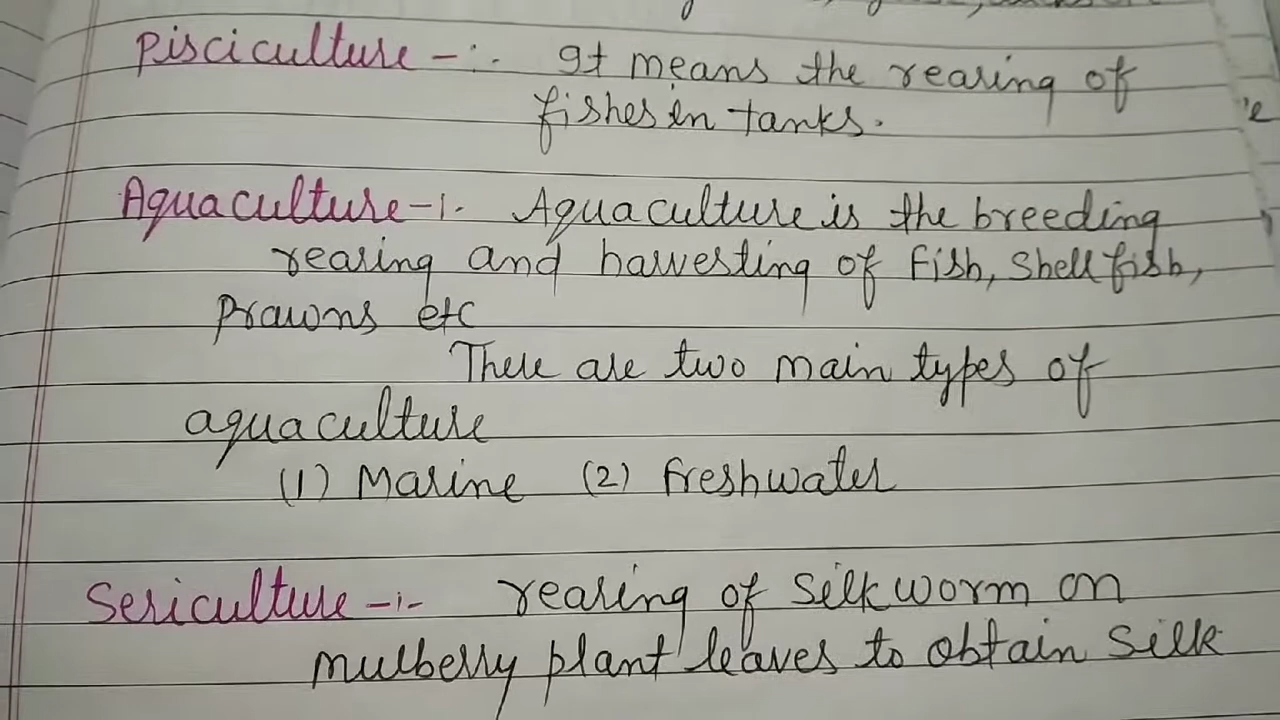 Pisciculture -:- It means the rearing of
fishes in tanks.
Aquaculture -:- Aquaculture is the breeding
rearing and harvesting of fish, Shell fish,
Prawns etc
There are two main types of
aquaculture
(1) Marine (2) freshwater
Sericulture -:- rearing of silk worm on
mulberry plant leaves to obtain silk